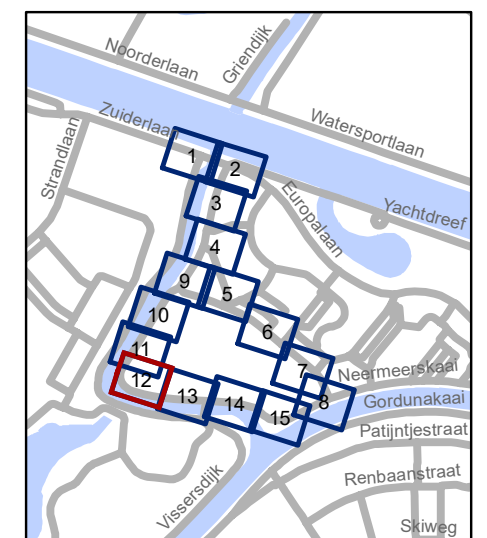 Noorderlaan
Griendijk
Zuiderlaan
Watersportlaan
Strandlaan
1
2
Europalaan
3
Yachtdreef
4
9
5
10
6
11
7
Neermeerskaai
12
13
14
15
8
Gordunakaai
Patijntjestraat
Renbaanstraat
Vissersdijk
Skiweg